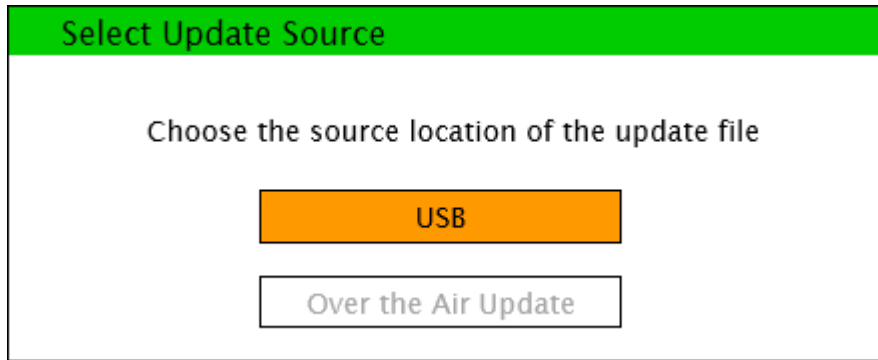 Select Update Source
Choose the source location of the update file
USB
Over the Air Update